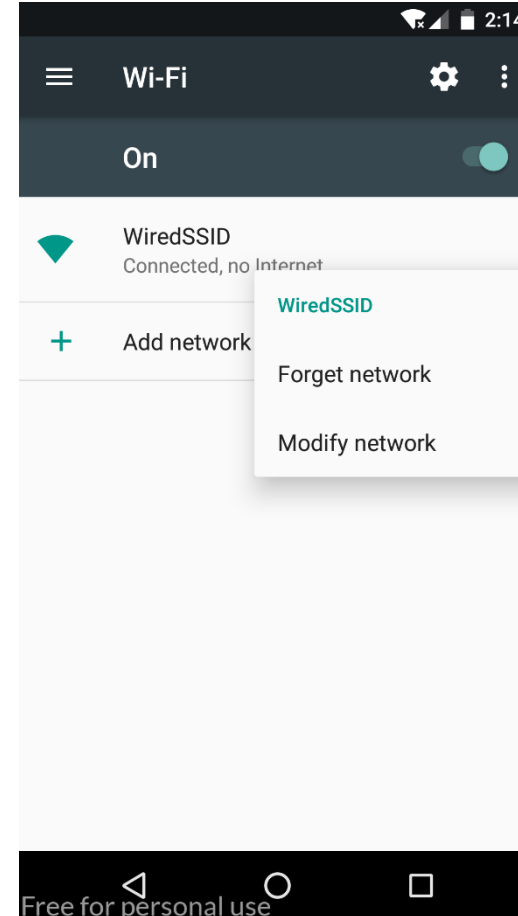 2:14
Wi-Fi
On
WiredSSID
Connected, no Internet
WiredSSID
Add network
Forget network
Modify network
Free for personal use